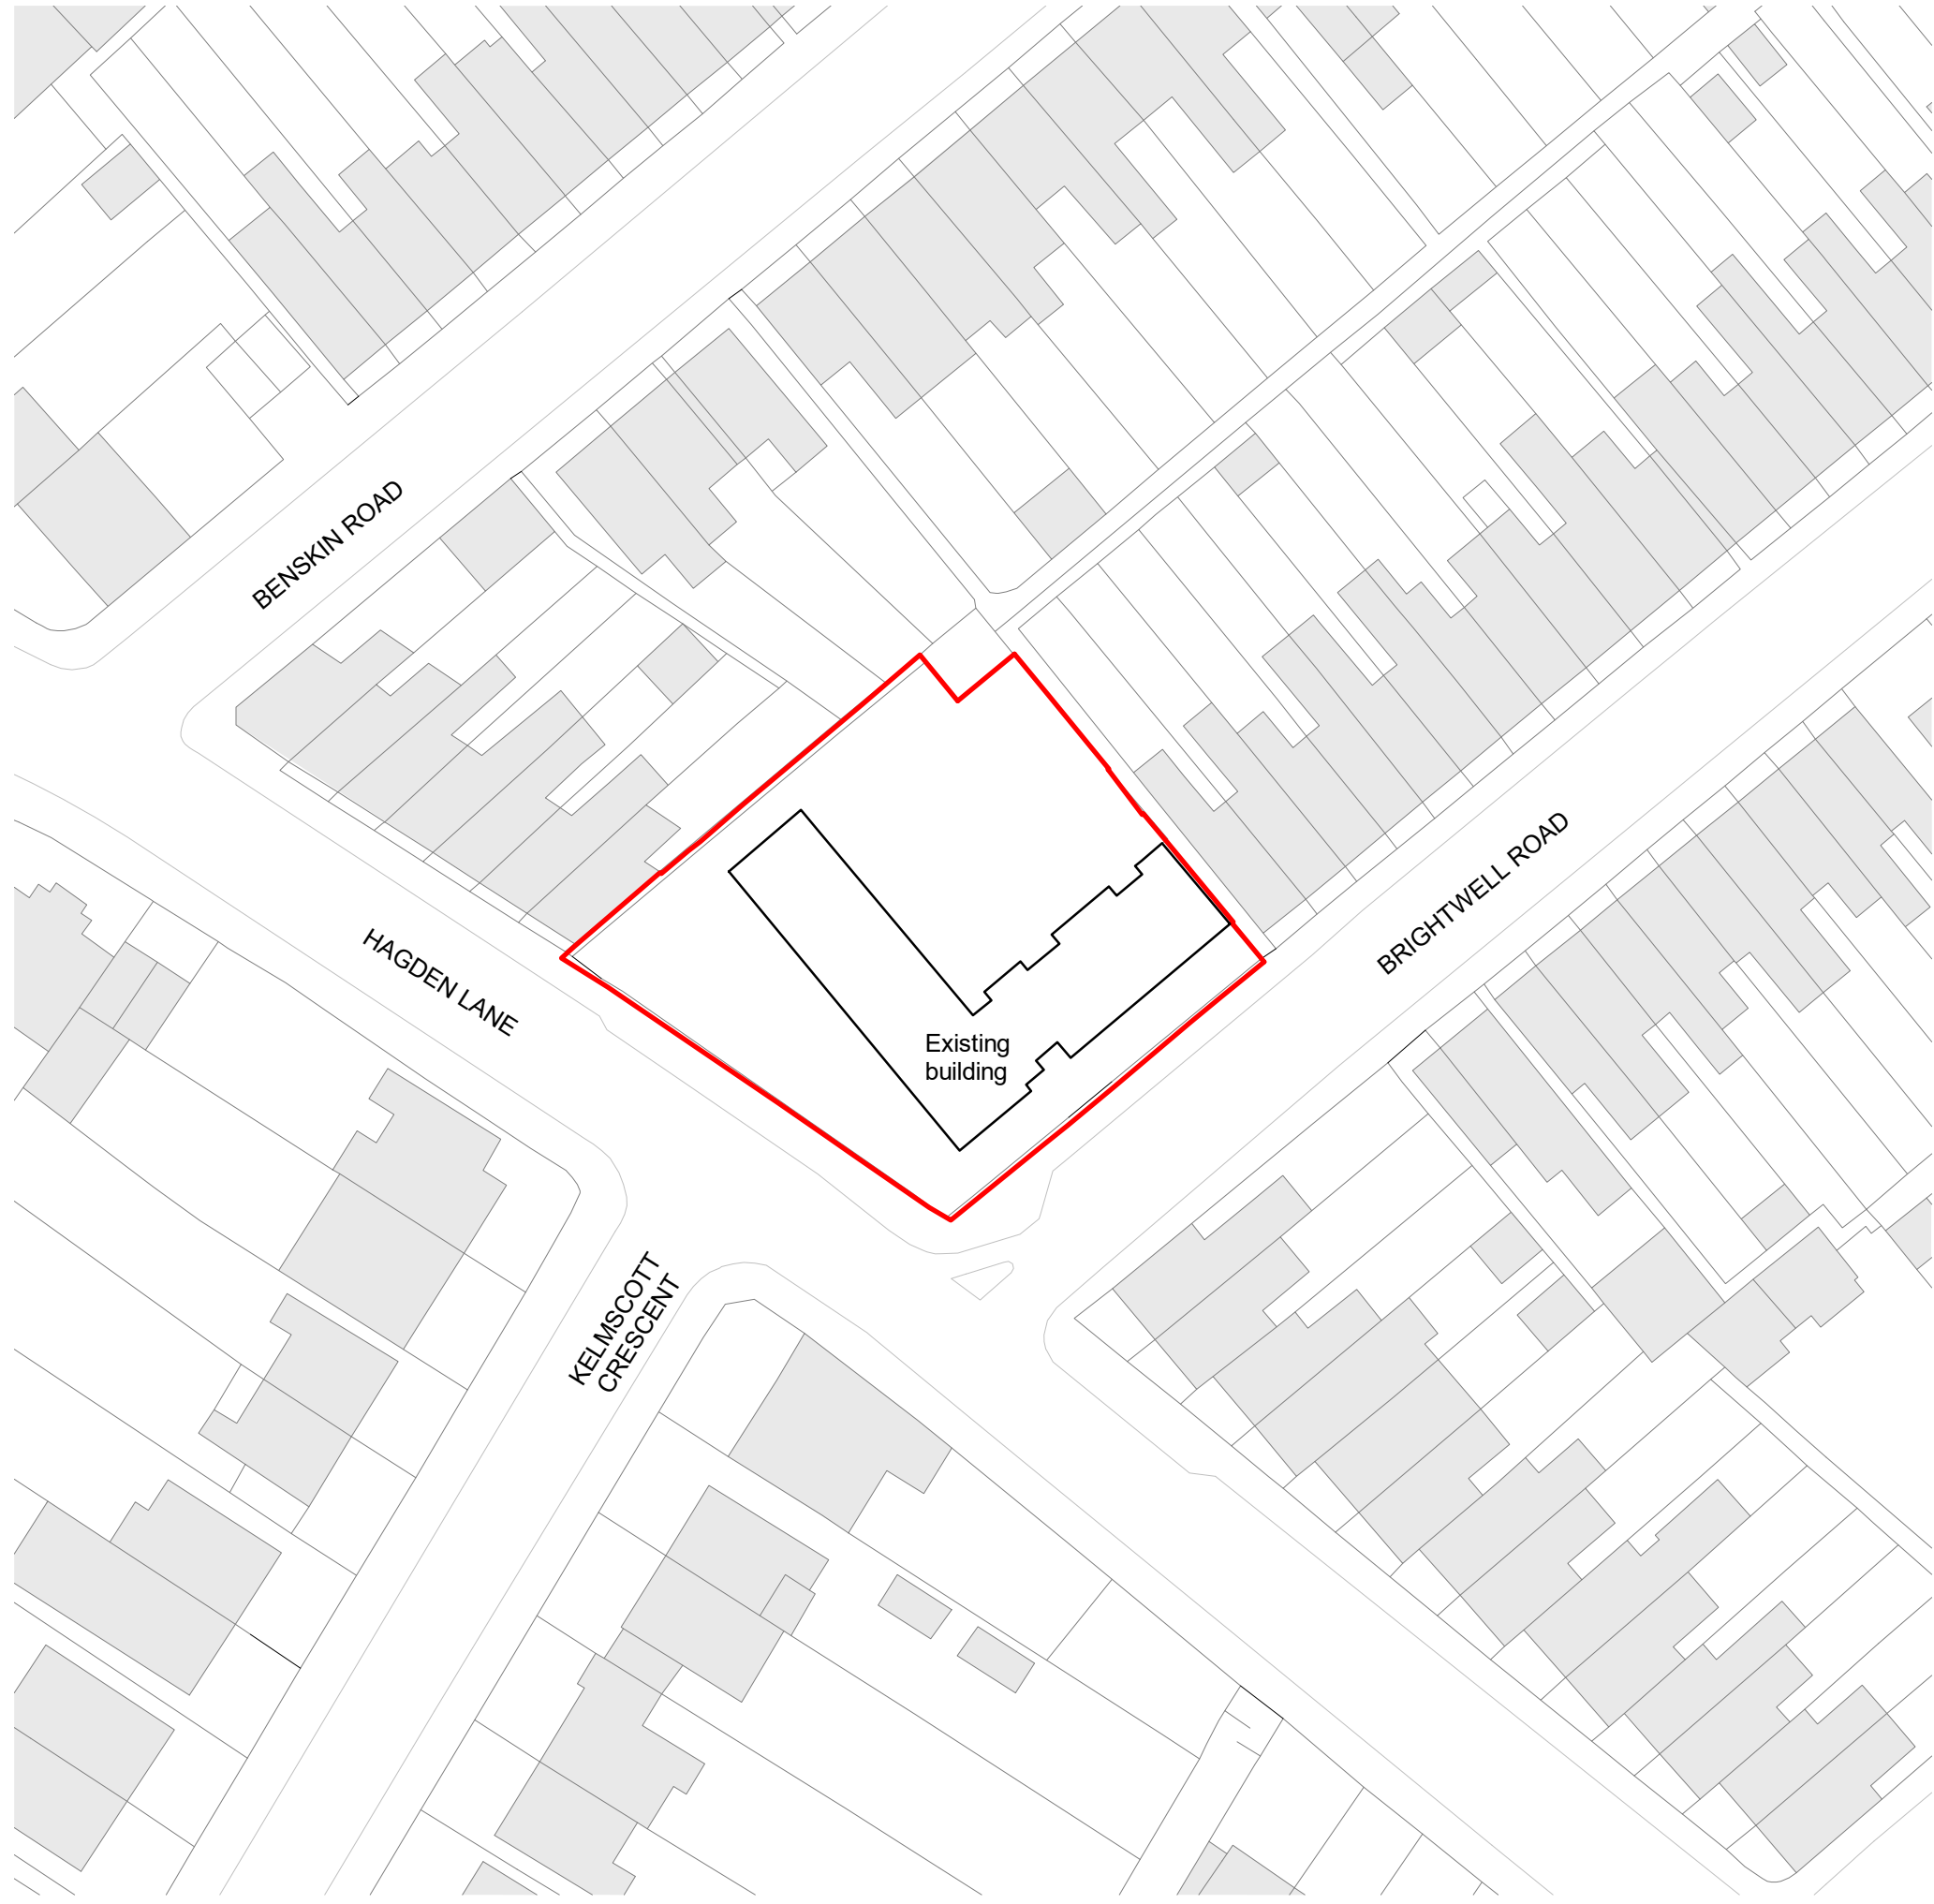 BENSKIN ROAD
BRIGHTWELL ROAD
HAGDEN LANE
Existing
building
KELMSCOTT
CRESCENT